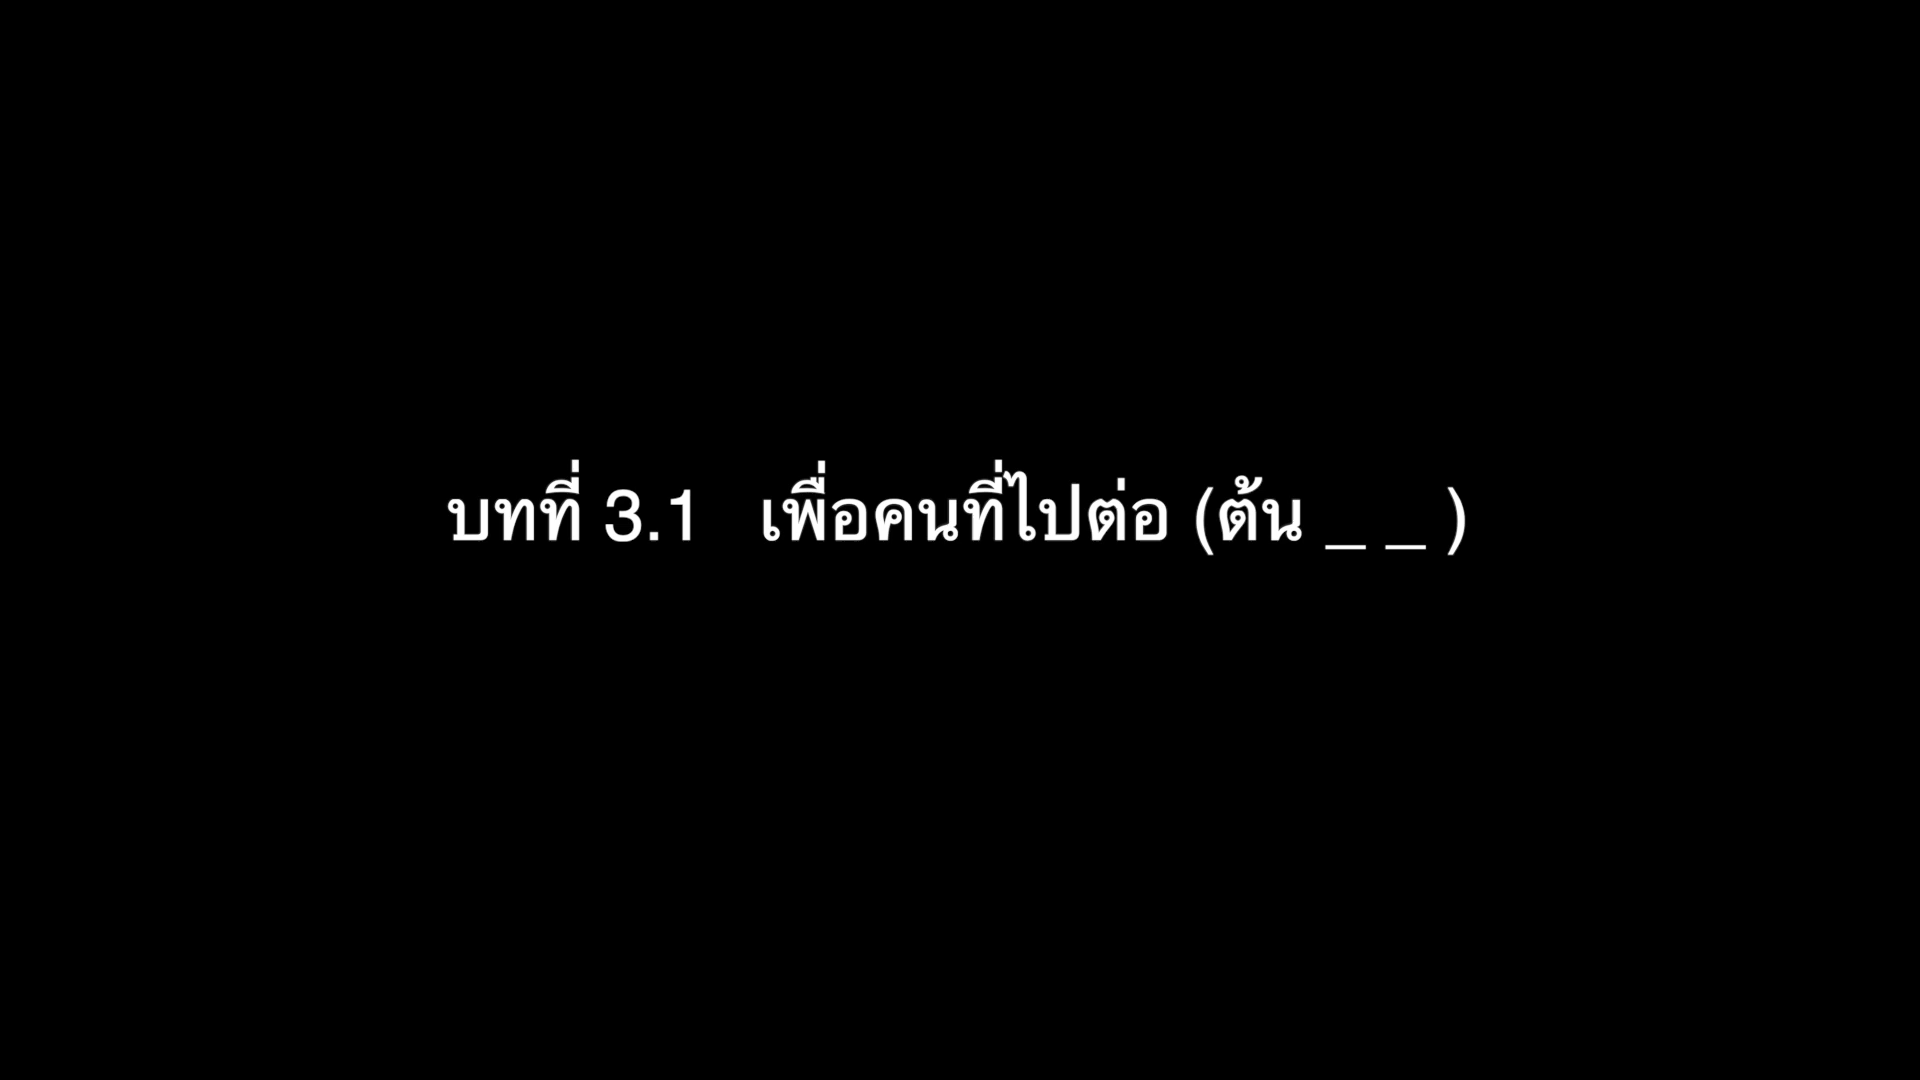 บทที่ 3.1 เพื่อคนที่ไปต่อ (ต้น _ _ )